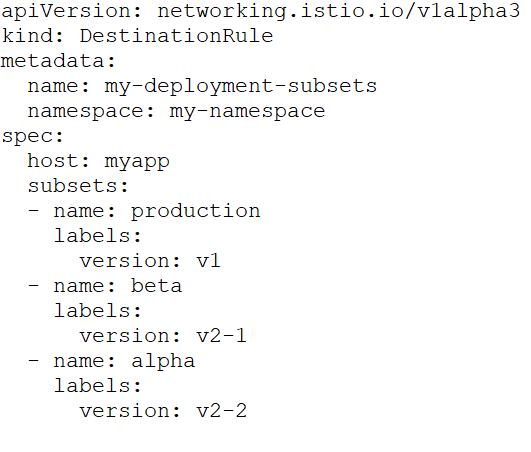 apiVersion: networking.istio.io/v1alpha3
kind: DestinationRule
metadata:
  name: my-deployment-subsets
  namespace: my-namespace
spec:
  host: myapp
  subsets:
  - name: production
    labels:
      version: v1
  - name: beta
    labels:
      version: v2-1
  - name: alpha
    labels:
      version: v2-2